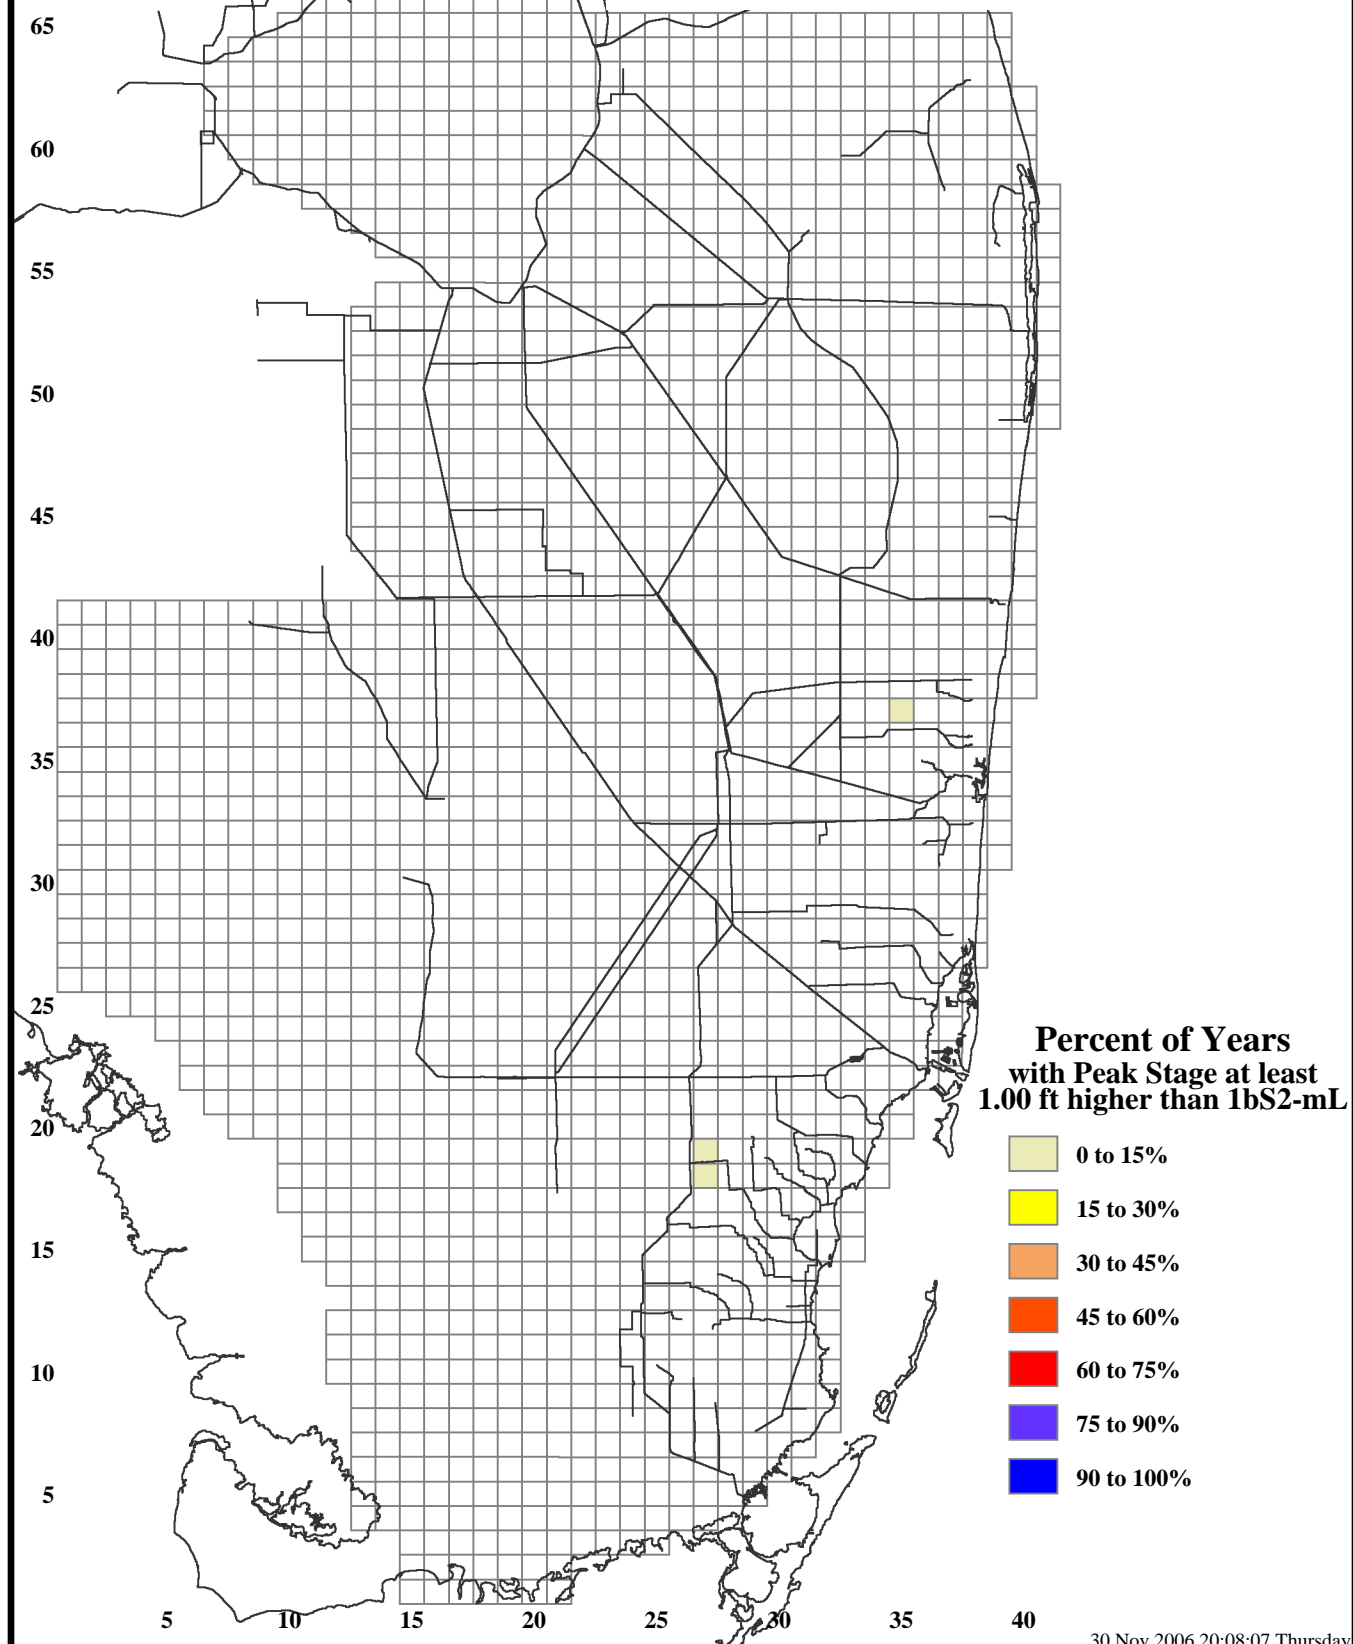 65
60
55
50
45
40
35
30
25
20
15
10
5
Percent of Years
with Peak Stage at least
1.00 ft higher than 1bS2-mL
0 to 15%
15 to 30%
30 to 45%
45 to 60%
60 to 75%
75 to 90%
90 to 100%
5 10 15 20 25 30 35 40
30 Nov 2006 20:08:07 Thursday